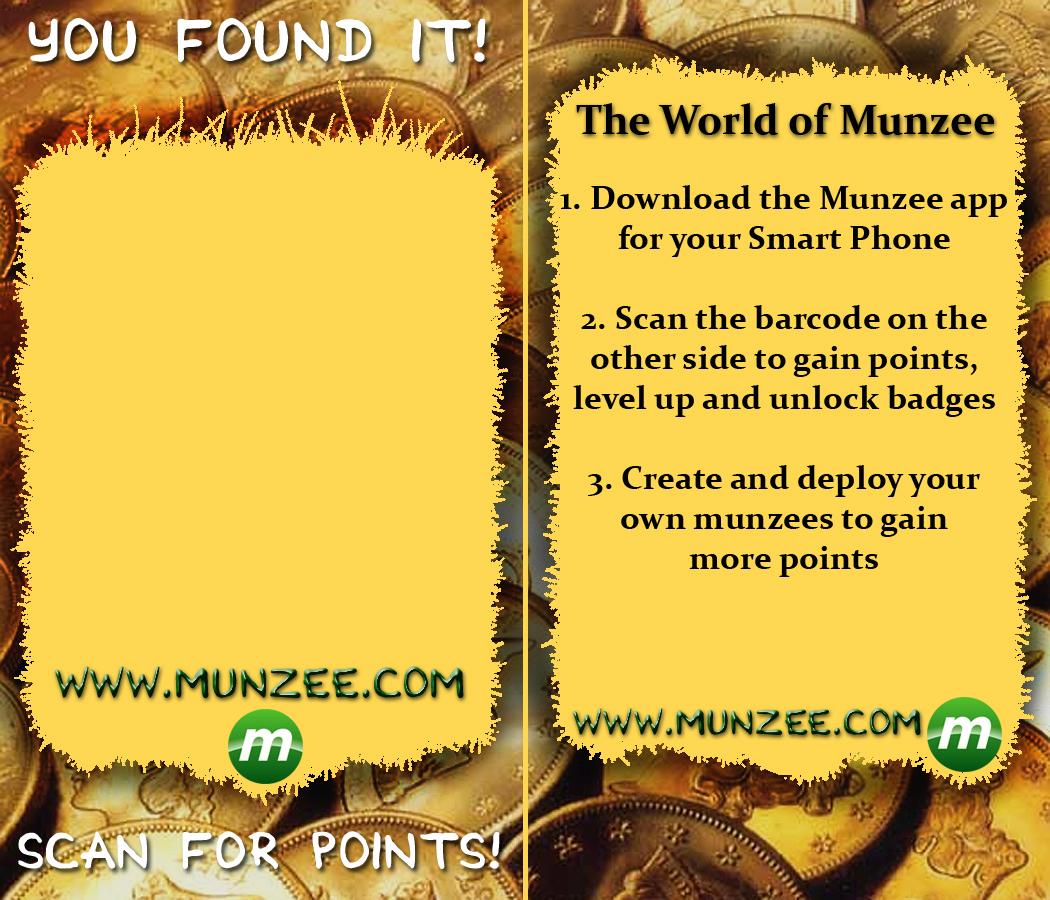 YOU FOUND IT!
WWW.MUNZEE.COM
m
SCAN FOR POINTS!
The World of Munzee
1. Download the Munzee app
for your Smart Phone
2. Scan the barcode on the
other side to gain points,
level up and unlock badges
3. Create and deploy your
own munzees to gain
more points
WWW.MUNZEE.COM
m